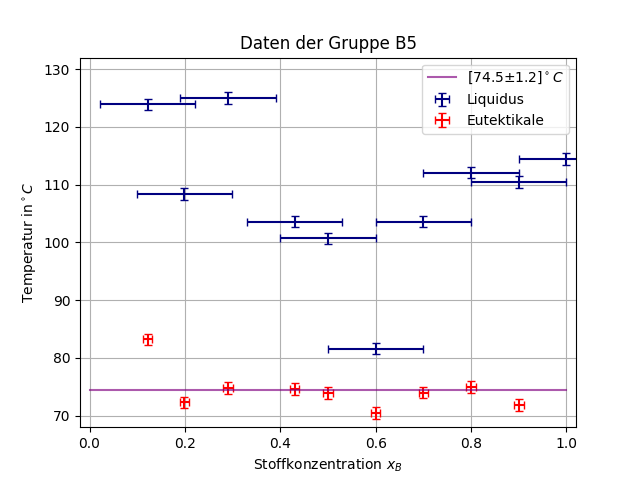 Daten der Gruppe B5
[74.5±1.2]°C
Liquidus
Eutektikale
130
120
110
100
90
80
70
Temperatur in°C
0.0 0.2 0.4 0.6 0.8 1.0
Stoffkonzentration x_B